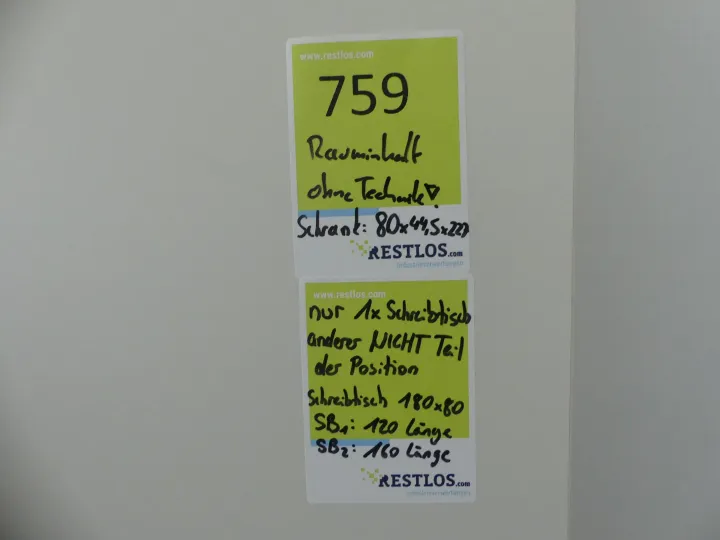 www.restlos.com
759
Rauminhalt
ohne Technik!
Schrank: 80x44,5x220
RESTLOS.com
www.restlos.com
nur 1x Schreibtisch
anderer NICHT Teil
der Position
Schreibtisch 180x80
SB1: 120 Länge
SB2: 160 Länge
RESTLOS.com